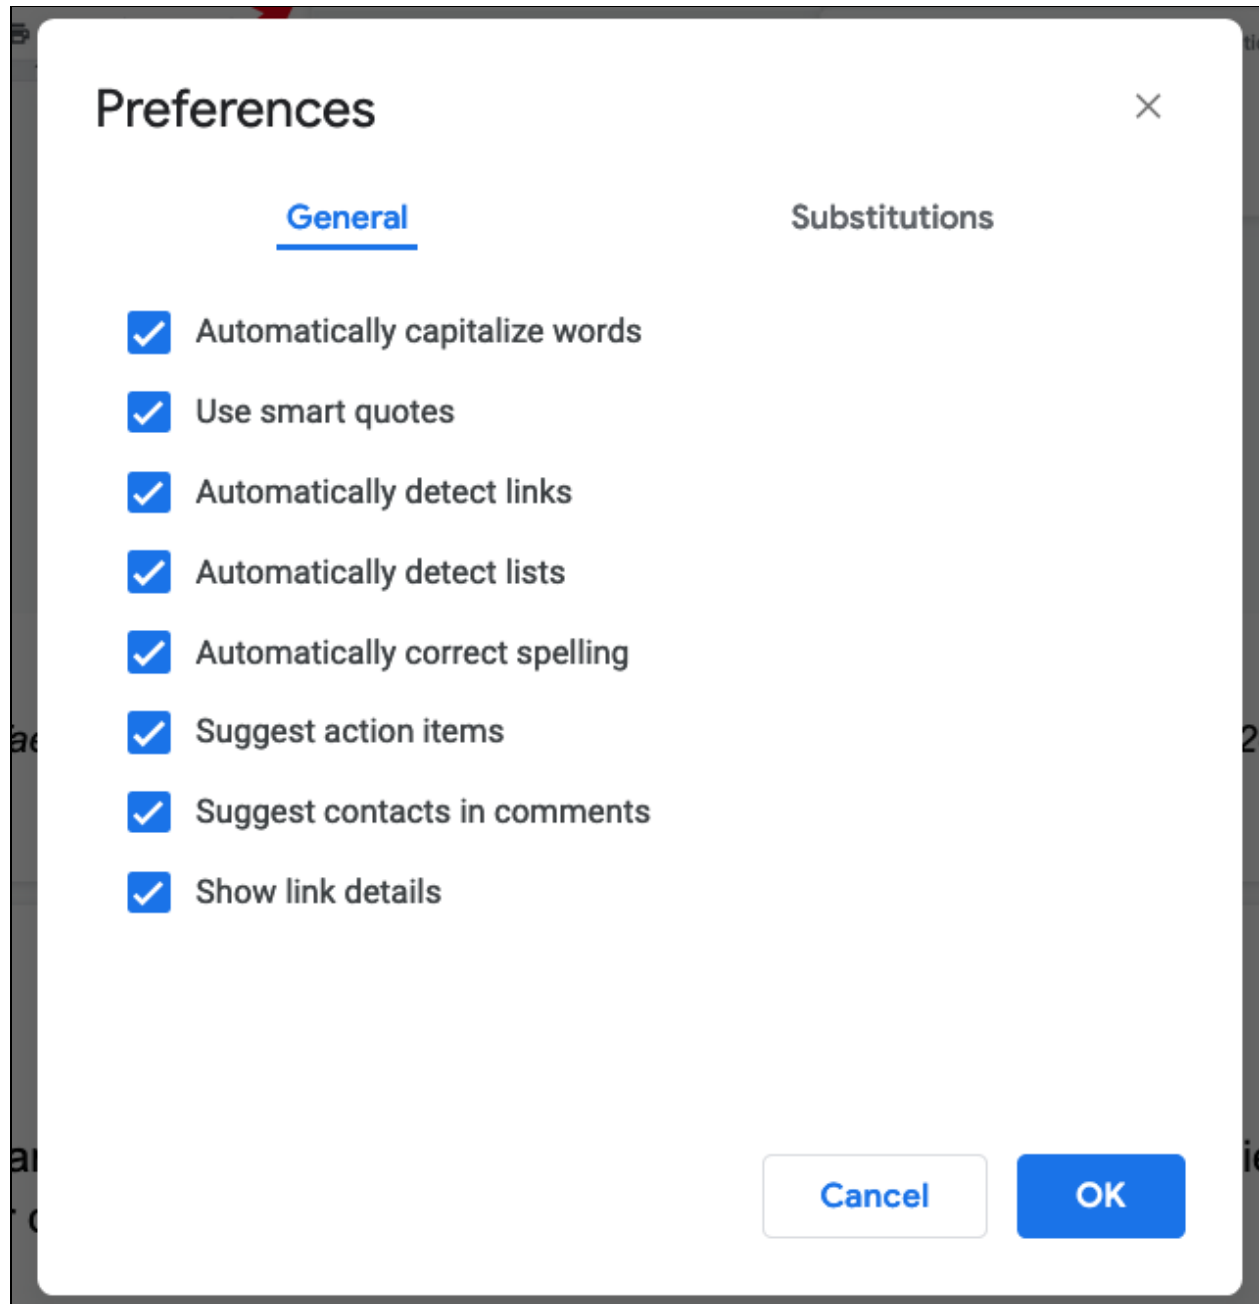 Preferences
General
Substitutions
Automatically capitalize words
Use smart quotes
Automatically detect links
Automatically detect lists
Automatically correct spelling
Suggest action items
Suggest contacts in comments
Show link details
Cancel
OK